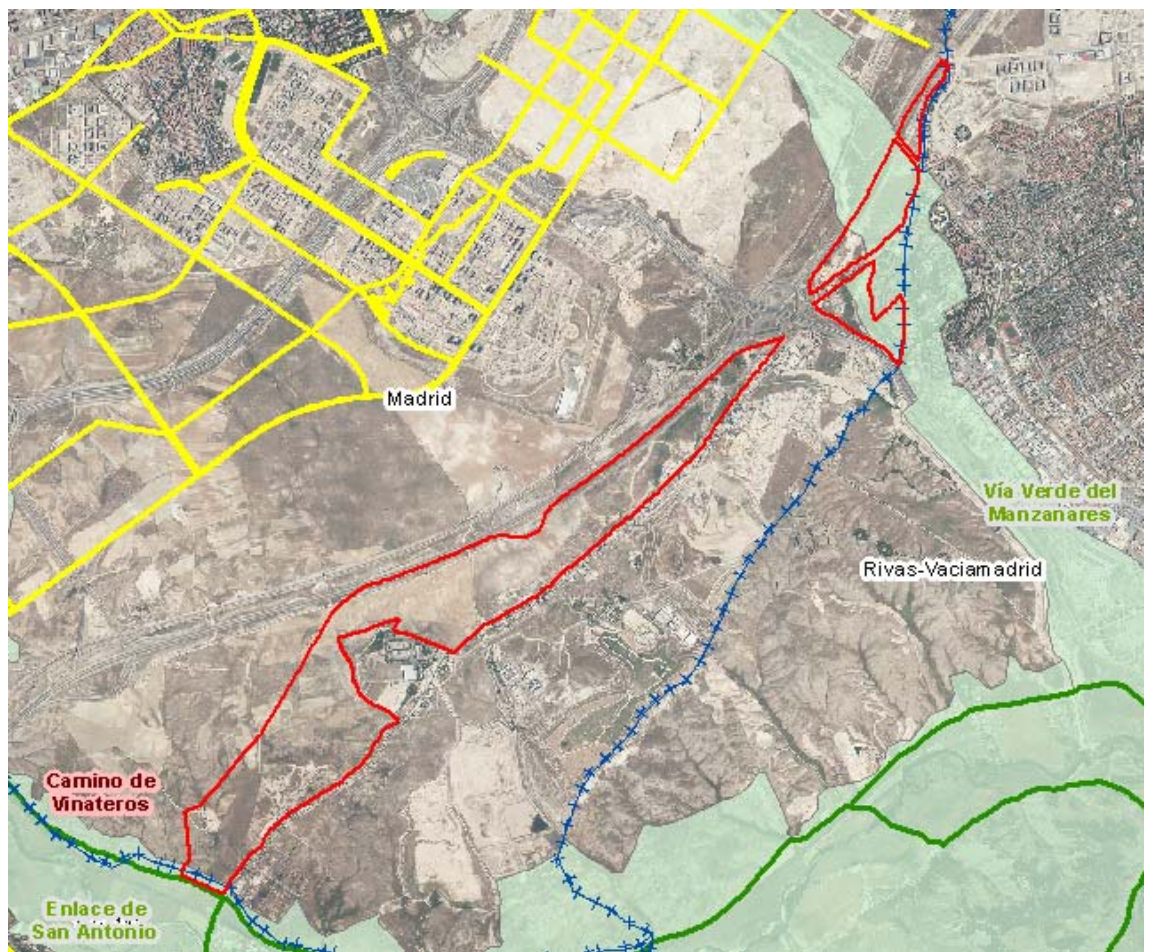 Madrid
Vía Verde del
Manzanares
Rivas-Vaciamadrid
Camino de
Vinateros
Enlace de
San Antonio